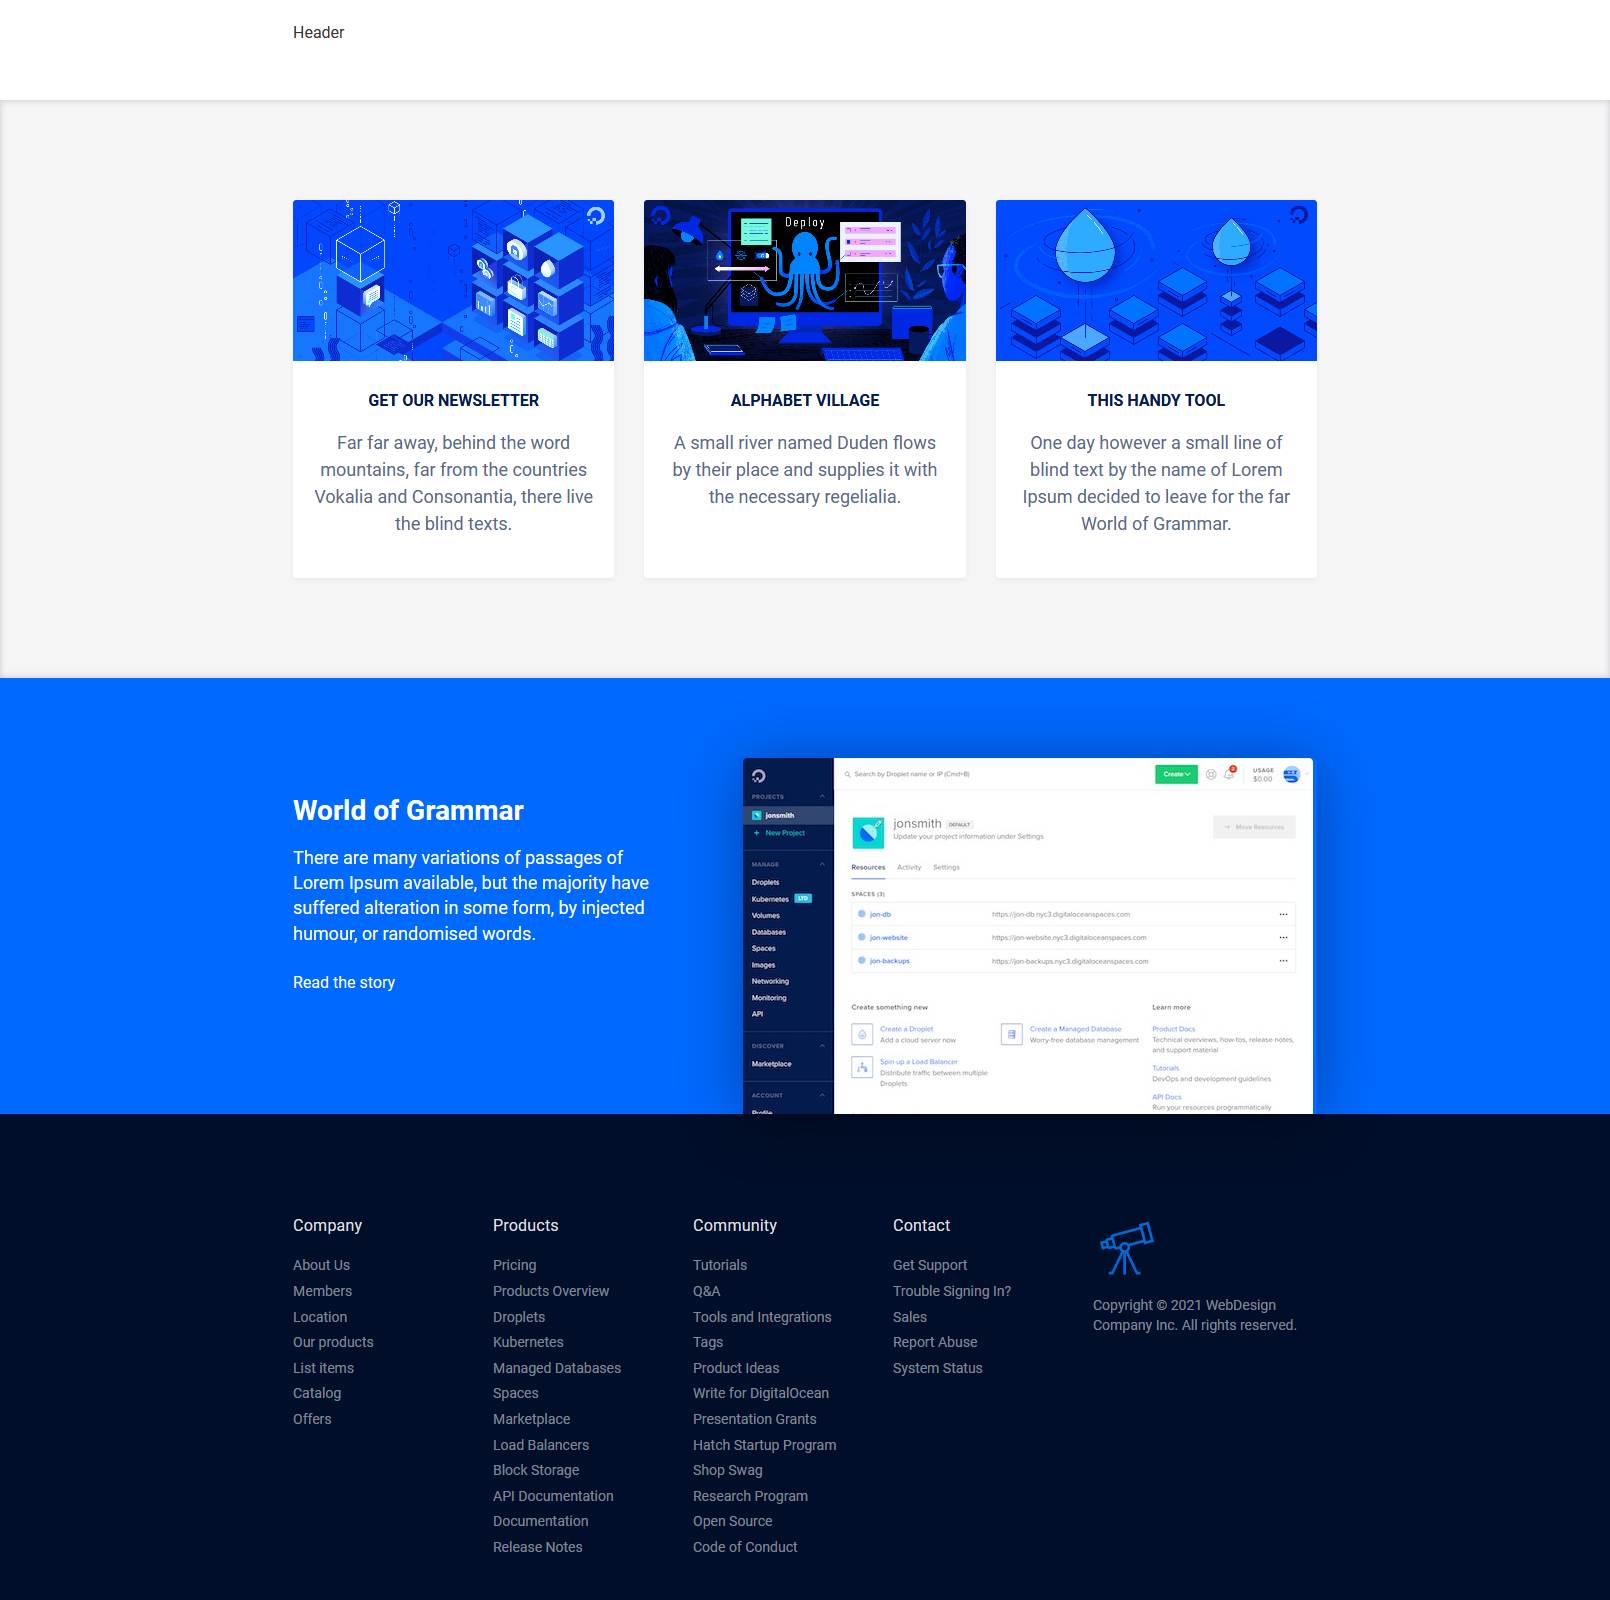 Header
Deploy
GET OUR NEWSLETTER
Far far away, behind the word
mountains, far from the countries
Vokalia and Consonantia, there live
the blind texts.
ALPHABET VILLAGE
A small river named Duden flows
by their place and supplies it with
the necessary regelialia.
THIS HANDY TOOL
One day however a small line of
blind text by the name of Lorem
Ipsum decided to leave for the far
World of Grammar.
World of Grammar
There are many variations of passages of
Lorem Ipsum available, but the majority have
suffered alteration in some form, by injected
humour, or randomised words.
Read the story
PROJECTS
jonsmith
+ New Project
MANAGE
Droplets
Kubernetes LTD
Volumes
Databases
Spaces
Images
Networking
Monitoring
API
DISCOVER
Marketplace
ACCOUNT
Profile
Search by Droplet name or IP (Cmd+B)
Create
USAGE
$0.00
jonsmith DEFAULT
Update your project information under Settings
→ Move Resources
Resources Activity Settings
SPACES (3)
jon-db https://jon-db.nyc3.digitaloceanspaces.com ...
jon-website https://jon-website.nyc3.digitaloceanspaces.com ...
jon-backups https://jon-backups.nyc3.digitaloceanspaces.com ...
Create something new
Create a Droplet
Add a cloud server now
Create a Managed Database
Worry-free database management
Spin up a Load Balancer
Distribute traffic between multiple
Droplets
Learn more
Product Docs
Technical overviews, how-tos, release notes,
and support material
Tutorials
DevOps and development guidelines
API Docs
Run your resources programmatically
Company
About Us
Members
Location
Our products
List items
Catalog
Offers
Products
Pricing
Products Overview
Droplets
Kubernetes
Managed Databases
Spaces
Marketplace
Load Balancers
Block Storage
API Documentation
Documentation
Release Notes
Community
Tutorials
Q&A
Tools and Integrations
Tags
Product Ideas
Write for DigitalOcean
Presentation Grants
Hatch Startup Program
Shop Swag
Research Program
Open Source
Code of Conduct
Contact
Get Support
Trouble Signing In?
Sales
Report Abuse
System Status
Copyright © 2021 WebDesign
Company Inc. All rights reserved.